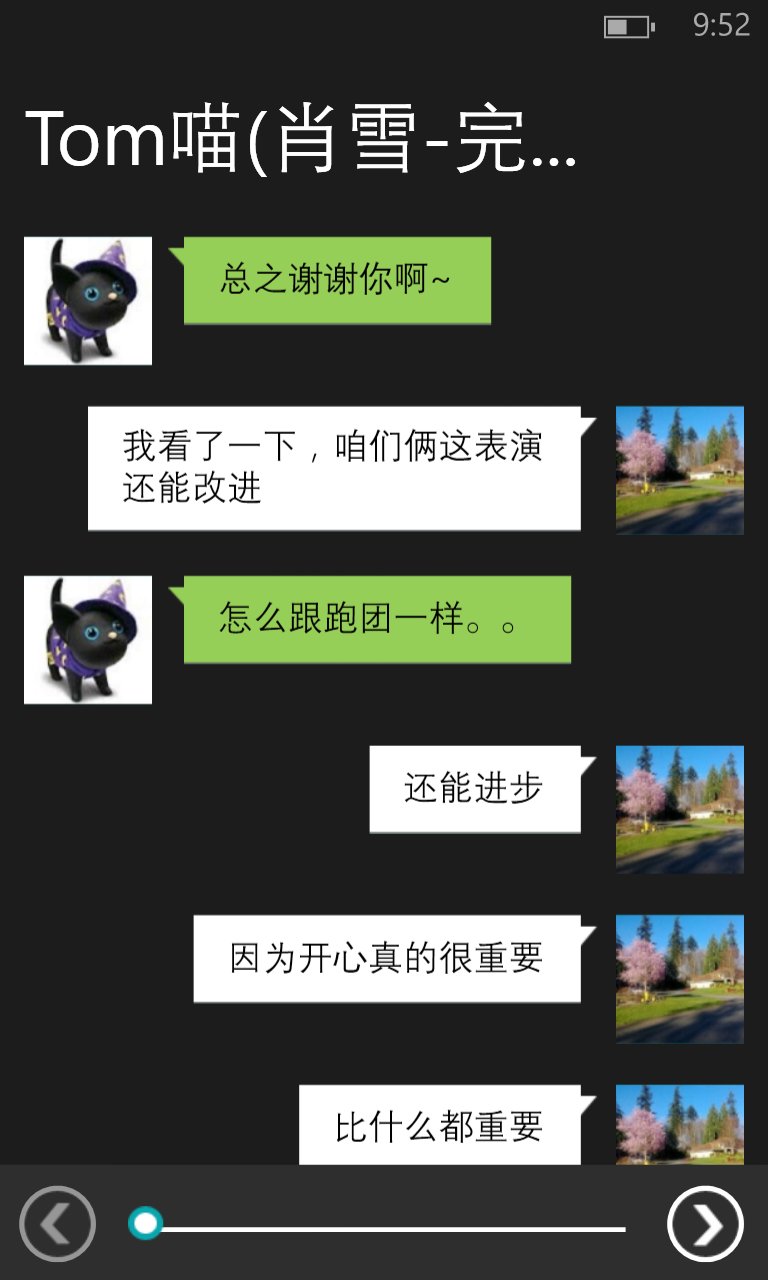 9:52
Tom喵(肖雪-完...
总之谢谢你啊~
我看了一下，咱们俩这表演
还能改进
怎么跟跑团一样。。
还能进步
因为开心真的很重要
比什么都重要